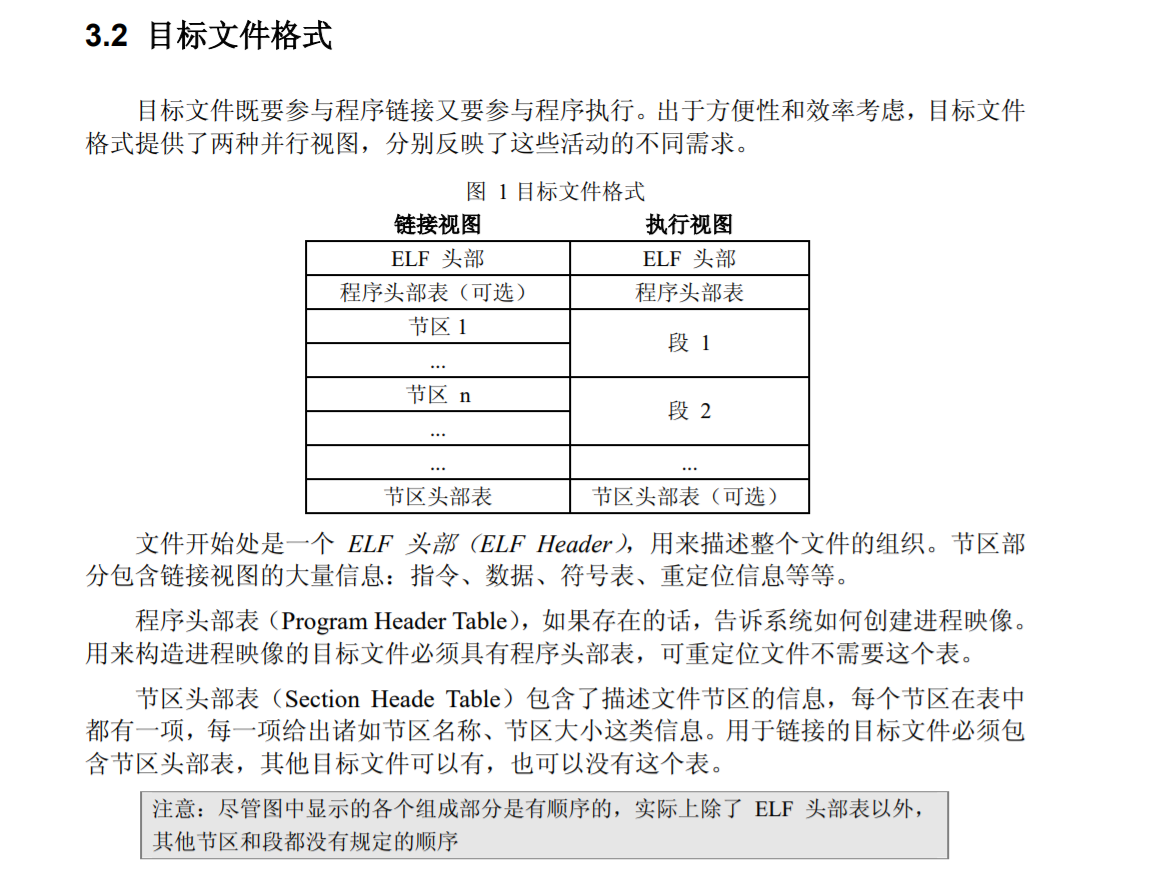 3.2 目标文件格式
目标文件既要参与程序链接又要参与程序执行。出于方便性和效率考虑，目标文件
格式提供了两种并行视图，分别反映了这些活动的不同需求。
图 1 目标文件格式
链接视图 执行视图
ELF 头部 ELF 头部
程序头部表（可选） 程序头部表
节区 1
段 1
...
节区 n
段 2
...
... ...
节区头部表 节区头部表（可选）
文件开始处是一个 ELF 头部（ELF Header），用来描述整个文件的组织。节区部
分包含链接视图的大量信息：指令、数据、符号表、重定位信息等等。
程序头部表（Program Header Table），如果存在的话，告诉系统如何创建进程映像。
用来构造进程映像的目标文件必须具有程序头部表，可重定位文件不需要这个表。
节区头部表（Section Heade Table）包含了描述文件节区的信息，每个节区在表中
都有一项，每一项给出诸如节区名称、节区大小这类信息。用于链接的目标文件必须包
含节区头部表，其他目标文件可以有，也可以没有这个表。
注意：尽管图中显示的各个组成部分是有顺序的，实际上除了 ELF 头部表以外，
其他节区和段都没有规定的顺序